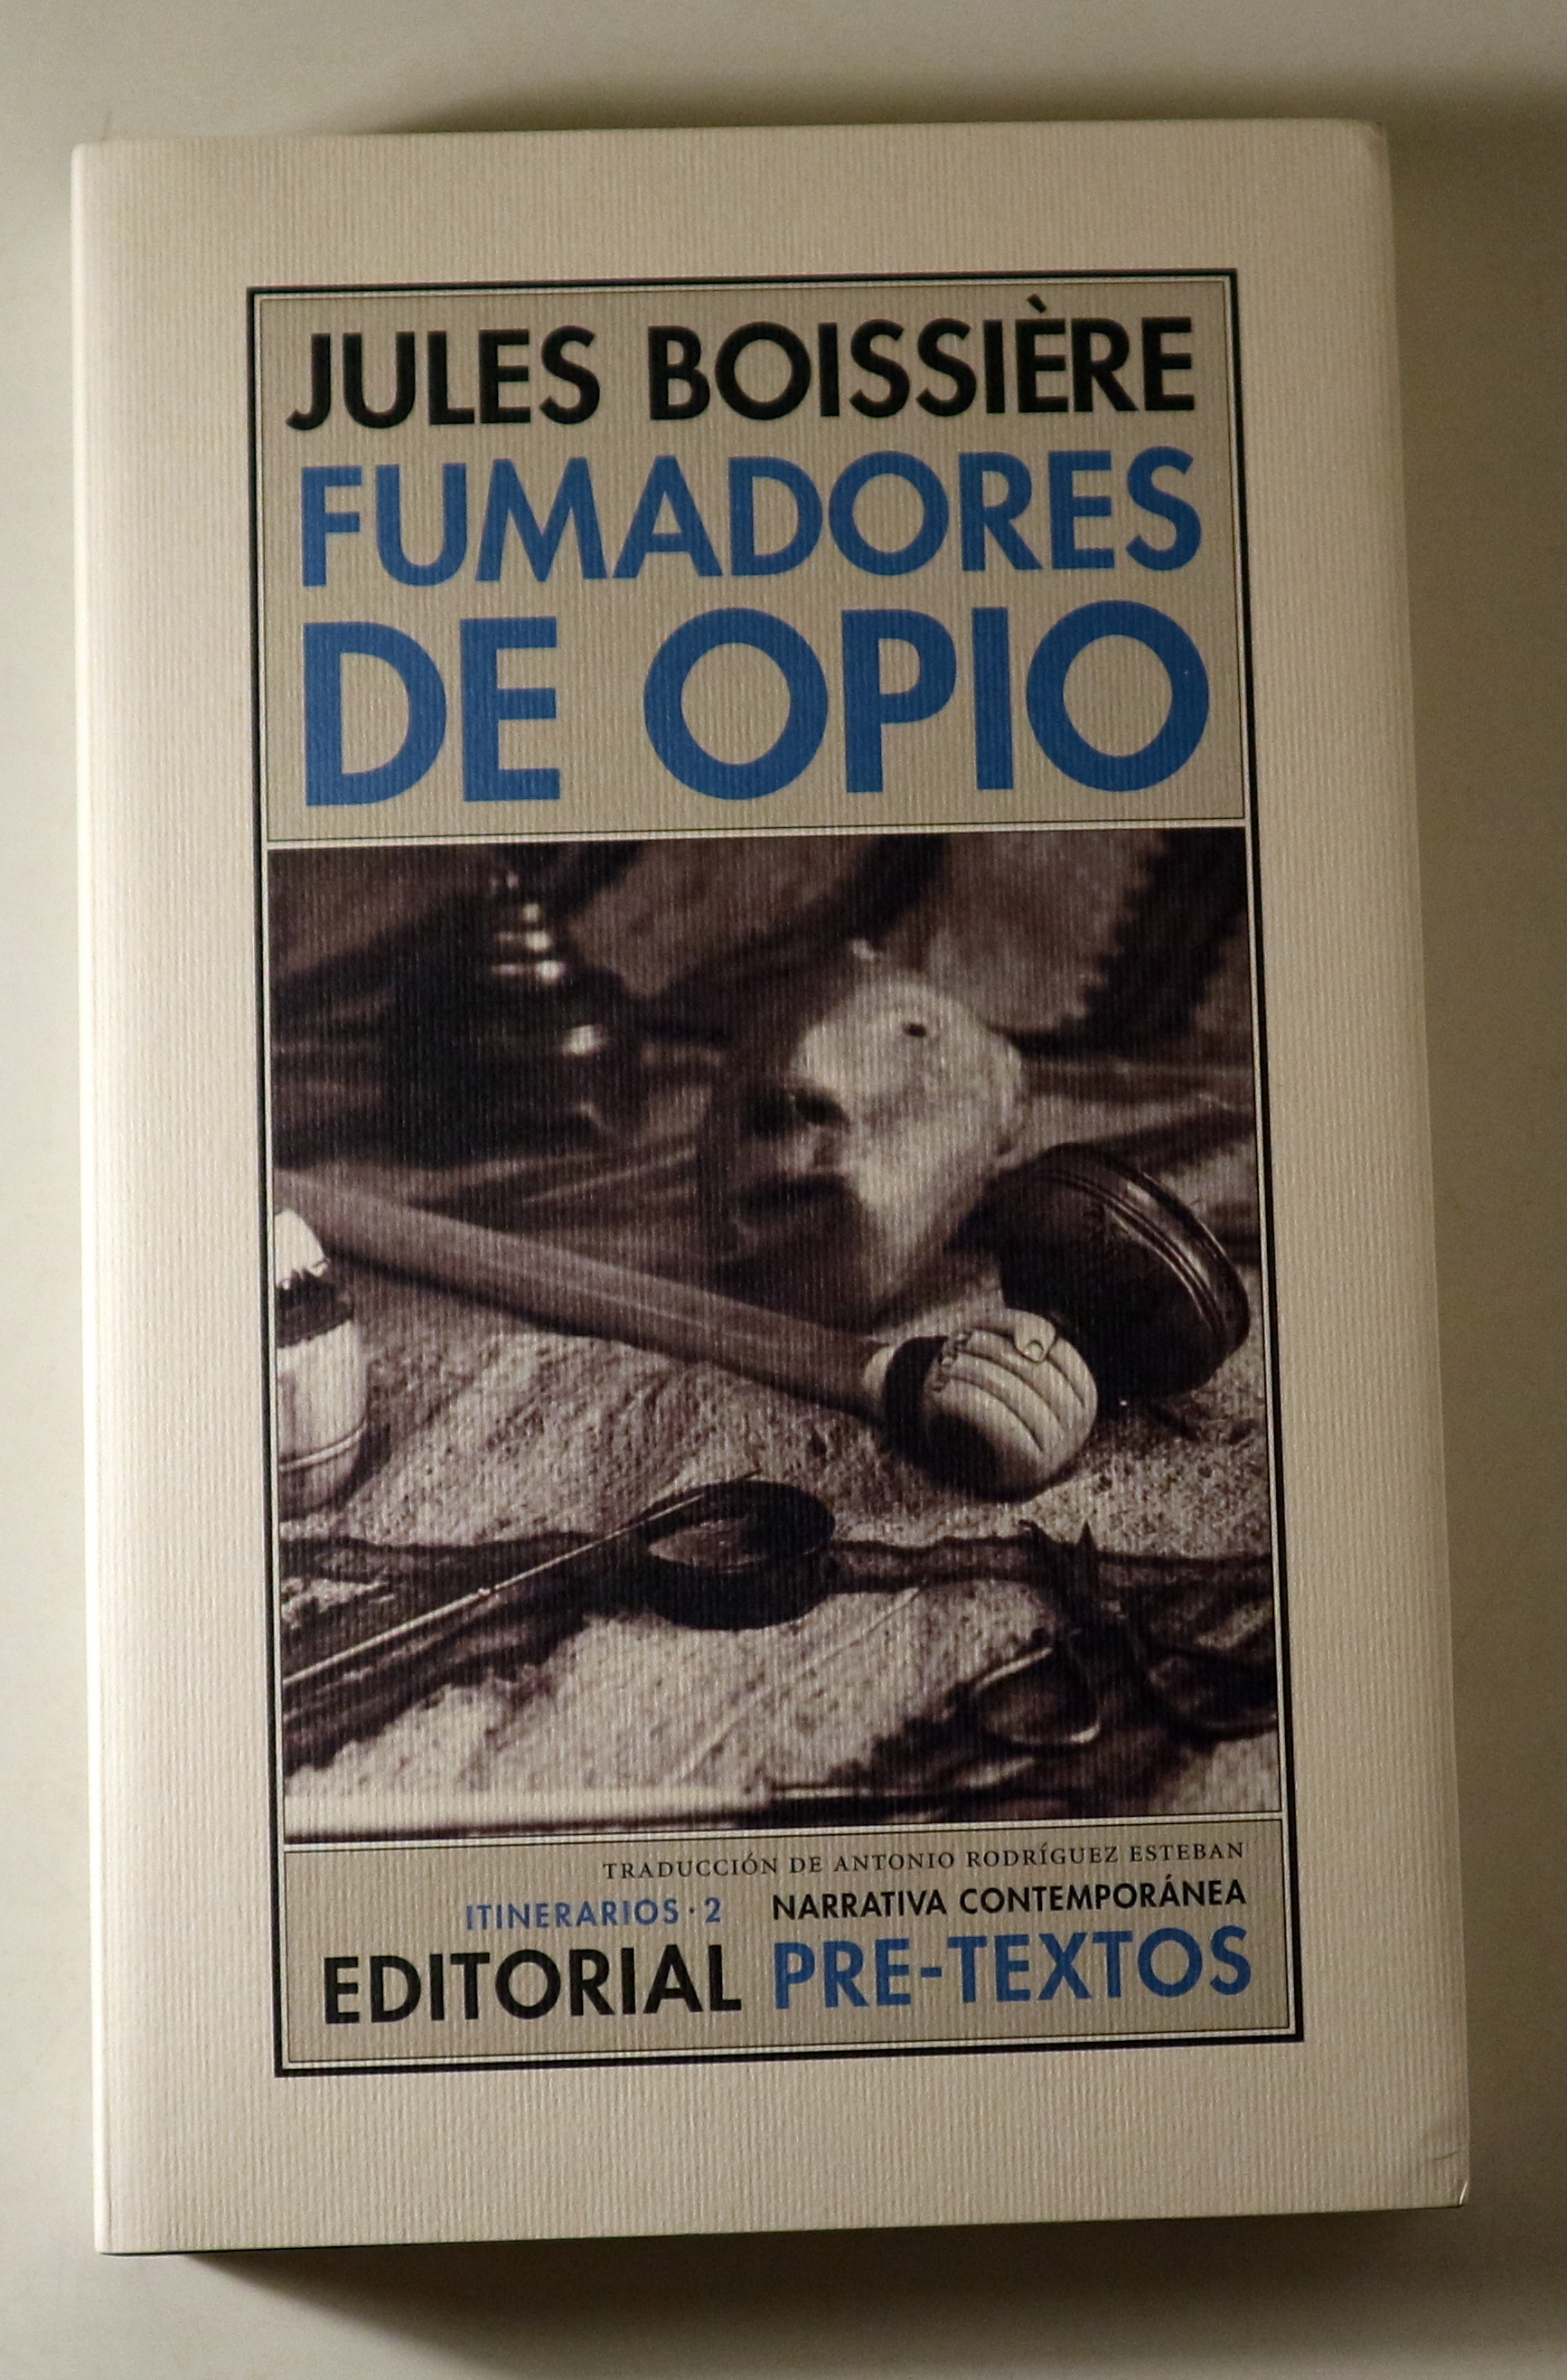 JULES BOISSIÈRE
FUMADORES
DE OPIO
TRADUCCIÓN DE ANTONIO RODRÍGUEZ ESTEBAN
ITINERARIOS · 2 NARRATIVA CONTEMPORÁNEA
EDITORIAL PRE-TEXTOS